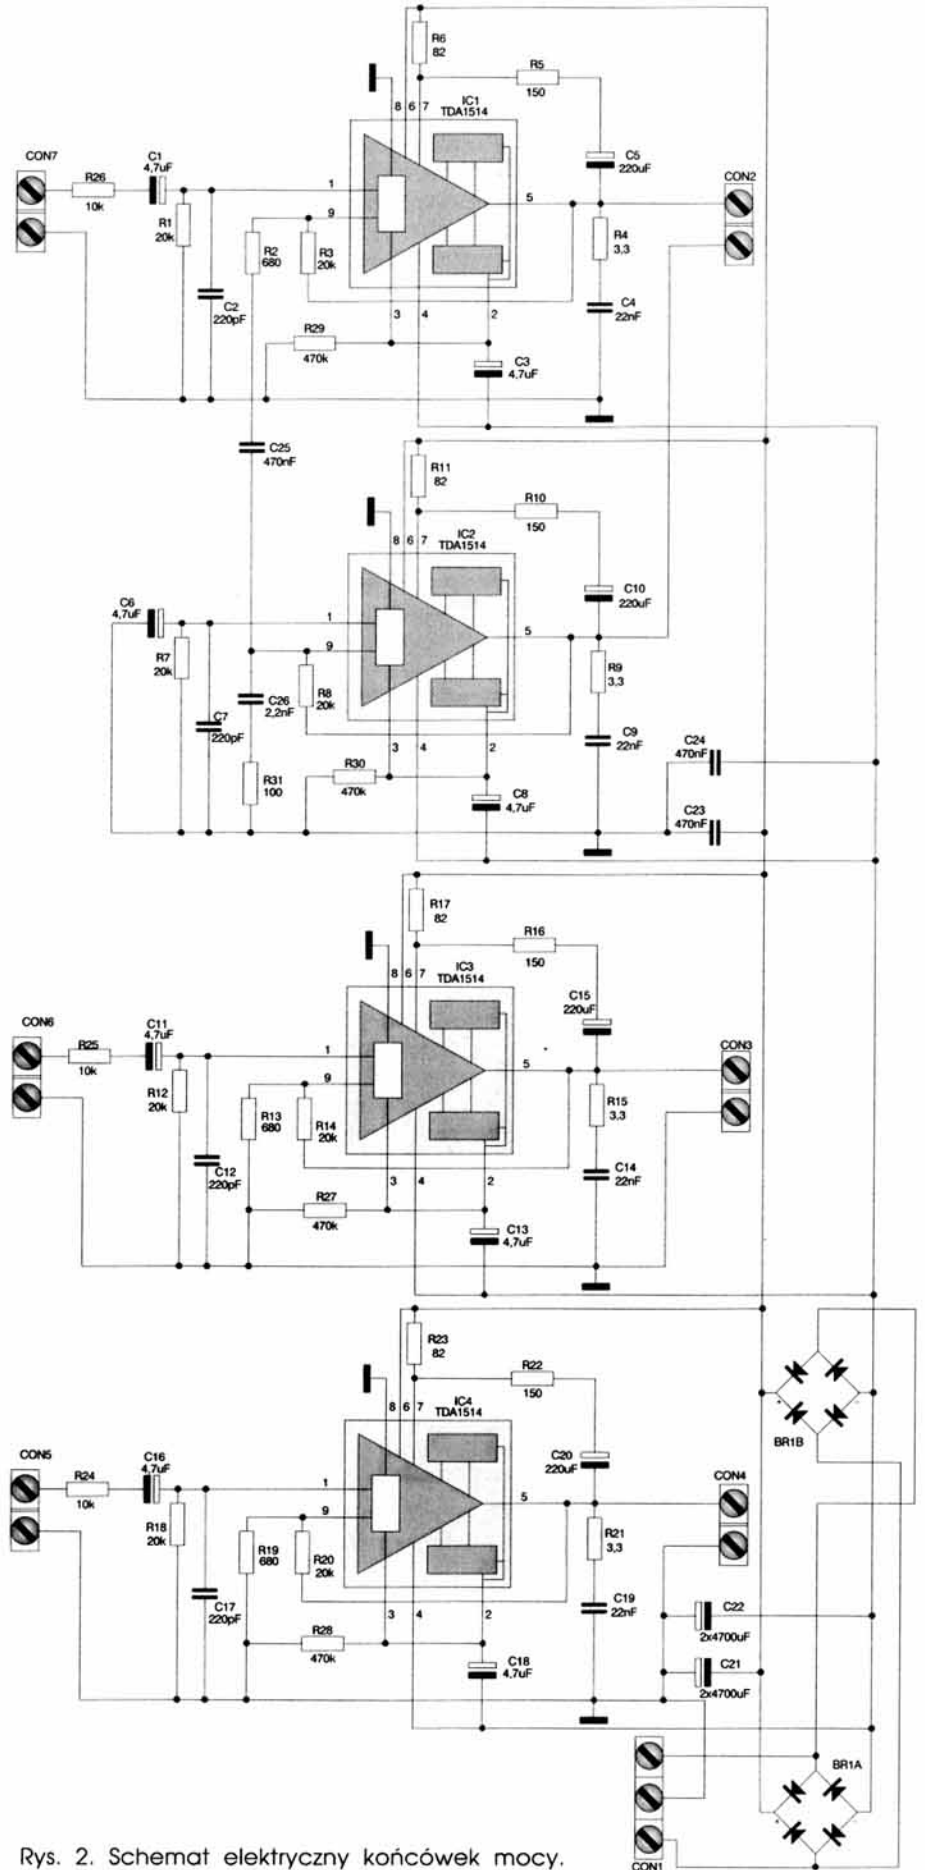 R6
82
R5
150
8 6 7
IC1
TDA1514
CON7
R26
10k
C1
4,7uF
R1
20k
C2
220pF
R2
680
R3
20k
1
9
5
3 4 2
C5
220uF
CON2
R4
3,3
C4
22nF
R29
470k
C3
4,7uF
C25
470nF
R11
82
R10
150
8 6 7
IC2
TDA1514
C6
4,7uF
R7
20k
C7
220pF
C26
2,2nF
R8
20k
R31
100
1
9
5
3 4 2
C10
220uF
R9
3,3
C9
22nF
R30
470k
C8
4,7uF
C24
470nF
C23
470nF
R17
82
R16
150
8 6 7
IC3
TDA1514
CON6
R25
10k
C11
4,7uF
R12
20k
C12
220pF
R13
680
R14
20k
1
9
5
3 4 2
C15
220uF
CON3
R15
3,3
C14
22nF
R27
470k
C13
4,7uF
R23
82
R22
150
8 6 7
IC4
TDA1514
+ -
BR1B
CON5
R24
10k
C16
4,7uF
R18
20k
C17
220pF
R19
680
R20
20k
1
9
5
3 4 2
C20
220uF
CON4
R21
3,3
C19
22nF
R28
470k
C18
4,7uF
C22
2x4700uF
C21
2x4700uF
BR1A
+ -
CON1
Rys. 2. Schemat elektryczny końcówek mocy.